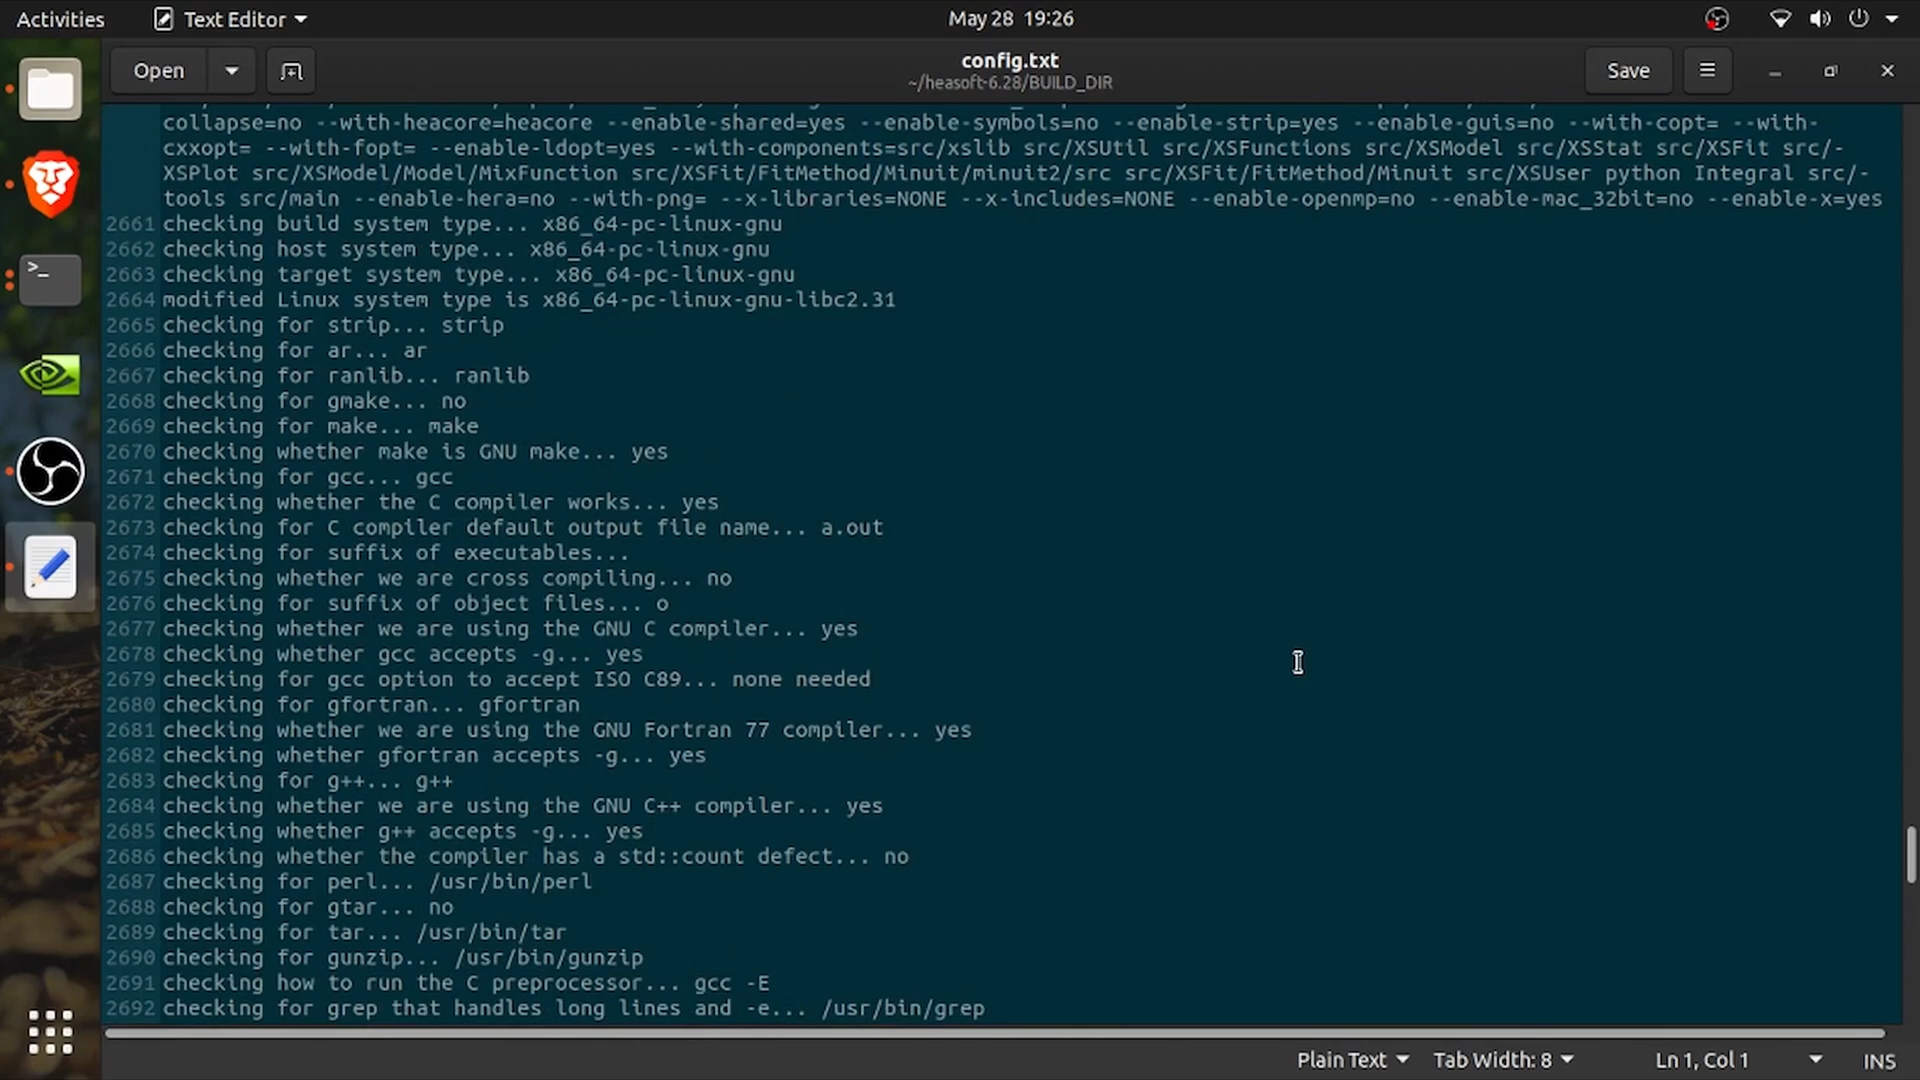 Activities
Text Editor
May 28 19:26
Open
config.txt
~/heasoft-6.28/BUILD_DIR
Save
collapse=no --with-heacore=heacore --enable-shared=yes --enable-symbols=no --enable-strip=yes --enable-guis=no --with-copt= --with-
cxxopt= --with-fopt= --enable-ldopt=yes --with-components=src/xslib src/XSUtil src/XSFunctions src/XSModel src/XSStat src/XSFit src/-
XSPlot src/XSModel/Model/MixFunction src/XSFit/FitMethod/Minuit/minuit2/src src/XSFit/FitMethod/Minuit src/XSUser python Integral src/-
tools src/main --enable-hera=no --with-png= --x-libraries=NONE --x-includes=NONE --enable-openmp=no --enable-mac_32bit=no --enable-x=yes
2661 checking build system type... x86_64-pc-linux-gnu
2662 checking host system type... x86_64-pc-linux-gnu
2663 checking target system type... x86_64-pc-linux-gnu
2664 modified Linux system type is x86_64-pc-linux-gnu-libc2.31
2665 checking for strip... strip
2666 checking for ar... ar
2667 checking for ranlib... ranlib
2668 checking for gmake... no
2669 checking for make... make
2670 checking whether make is GNU make... yes
2671 checking for gcc... gcc
2672 checking whether the C compiler works... yes
2673 checking for C compiler default output file name... a.out
2674 checking for suffix of executables...
2675 checking whether we are cross compiling... no
2676 checking for suffix of object files... o
2677 checking whether we are using the GNU C compiler... yes
2678 checking whether gcc accepts -g... yes
2679 checking for gcc option to accept ISO C89... none needed
2680 checking for gfortran... gfortran
2681 checking whether we are using the GNU Fortran 77 compiler... yes
2682 checking whether gfortran accepts -g... yes
2683 checking for g++... g++
2684 checking whether we are using the GNU C++ compiler... yes
2685 checking whether g++ accepts -g... yes
2686 checking whether the compiler has a std::count defect... no
2687 checking for perl... /usr/bin/perl
2688 checking for gtar... no
2689 checking for tar... /usr/bin/tar
2690 checking for gunzip... /usr/bin/gunzip
2691 checking how to run the C preprocessor... gcc -E
2692 checking for grep that handles long lines and -e... /usr/bin/grep
Plain Text
Tab Width: 8
Ln 1, Col 1
INS